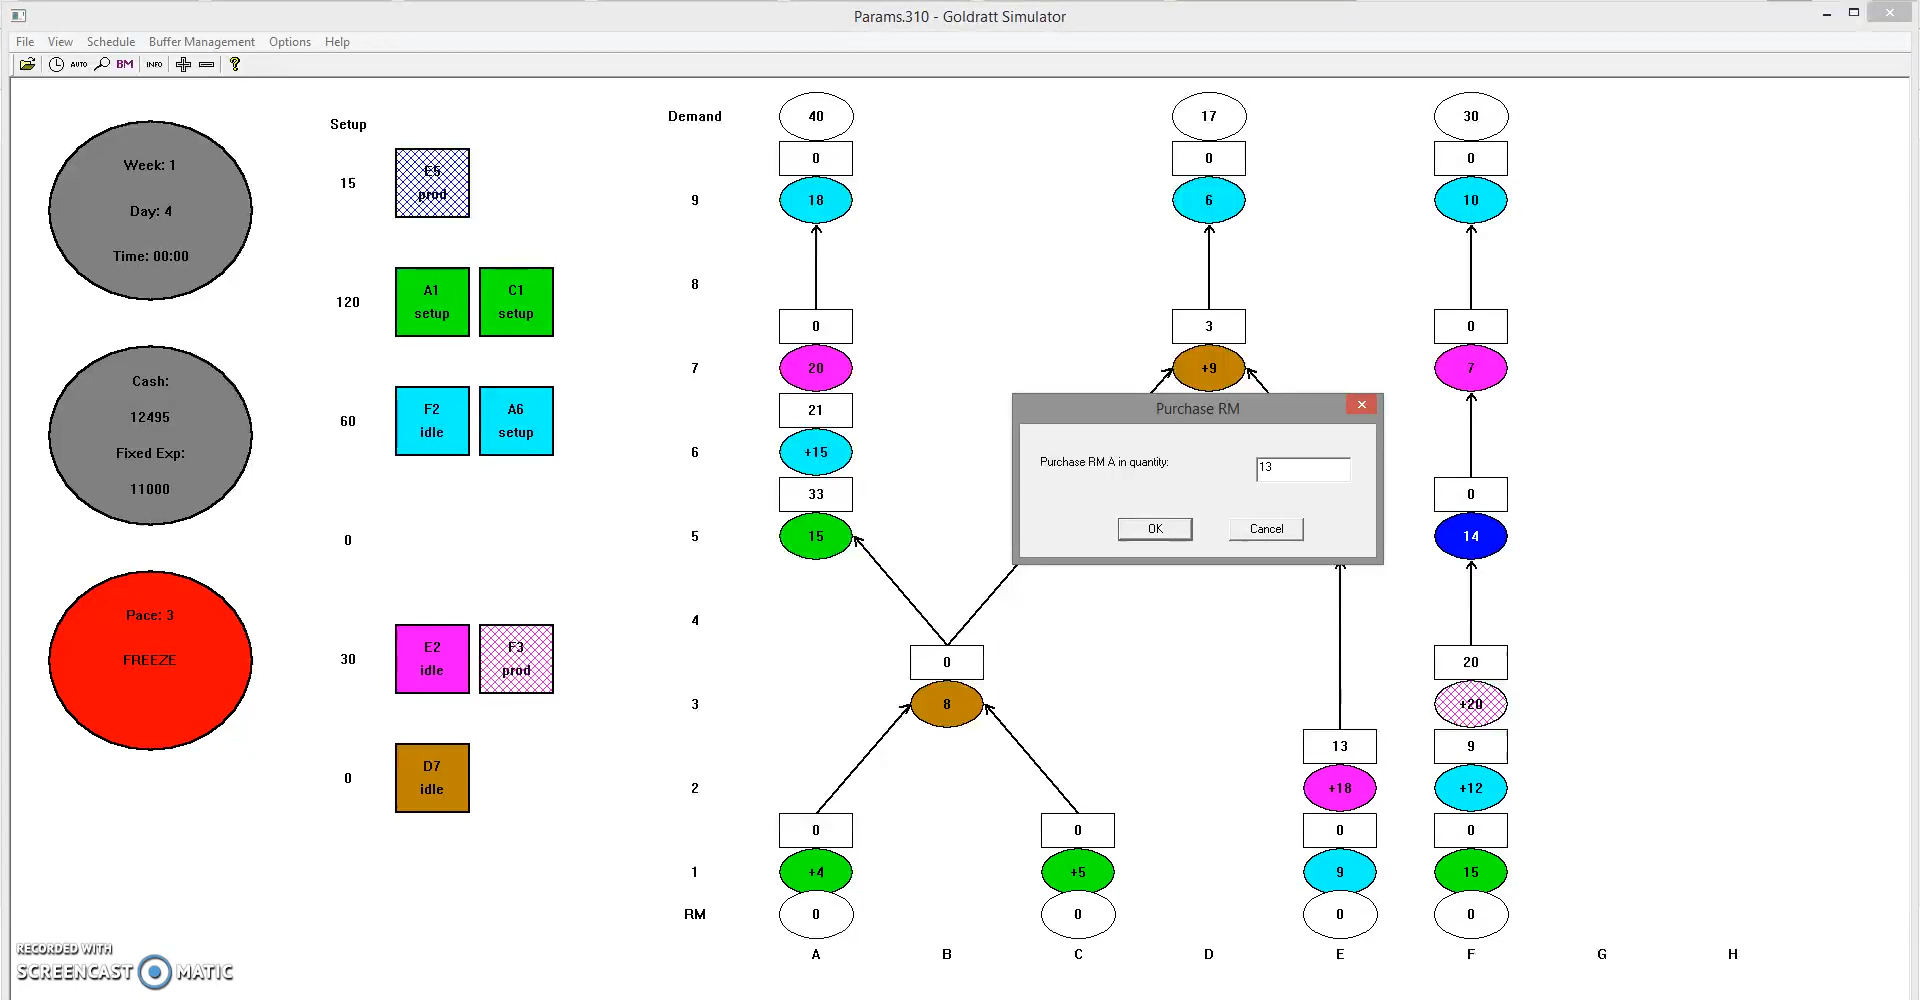 Params.310 - Goldratt Simulator
File View Schedule Buffer Management Options Help
AUTO BM INFO ?
Week: 1
Day: 4
Time: 00:00
Cash:
12495
Fixed Exp:
11000
Pace: 3
FREEZE
Setup
15
E5
prod
120
A1
setup
C1
setup
60
F2
idle
A6
setup
0
30
E2
idle
F3
prod
0
D7
idle
Demand 40 17 30
0 0 0
9 18 6 10
8
0 3 0
7 20 +9 7
21
6 +15
33 0
5 15 14
4
0 20
3 8 +20
13 9
2 +18 +12
0 0 0 0
1 +4 +5 9 15
RM 0 0 0 0
A B C D E F G H
Purchase RM
Purchase RM A in quantity: 13
OK Cancel
RECORDED WITH
SCREENCAST MATIC